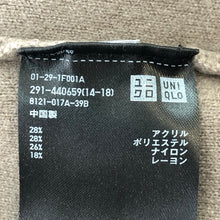 01-29-1F001A
291-440659(14-18)
8121-017A-39B
中国製
ユニクロ
UNIQLO
28% アクリル
28% ポリエステル
26% ナイロン
18% レーヨン